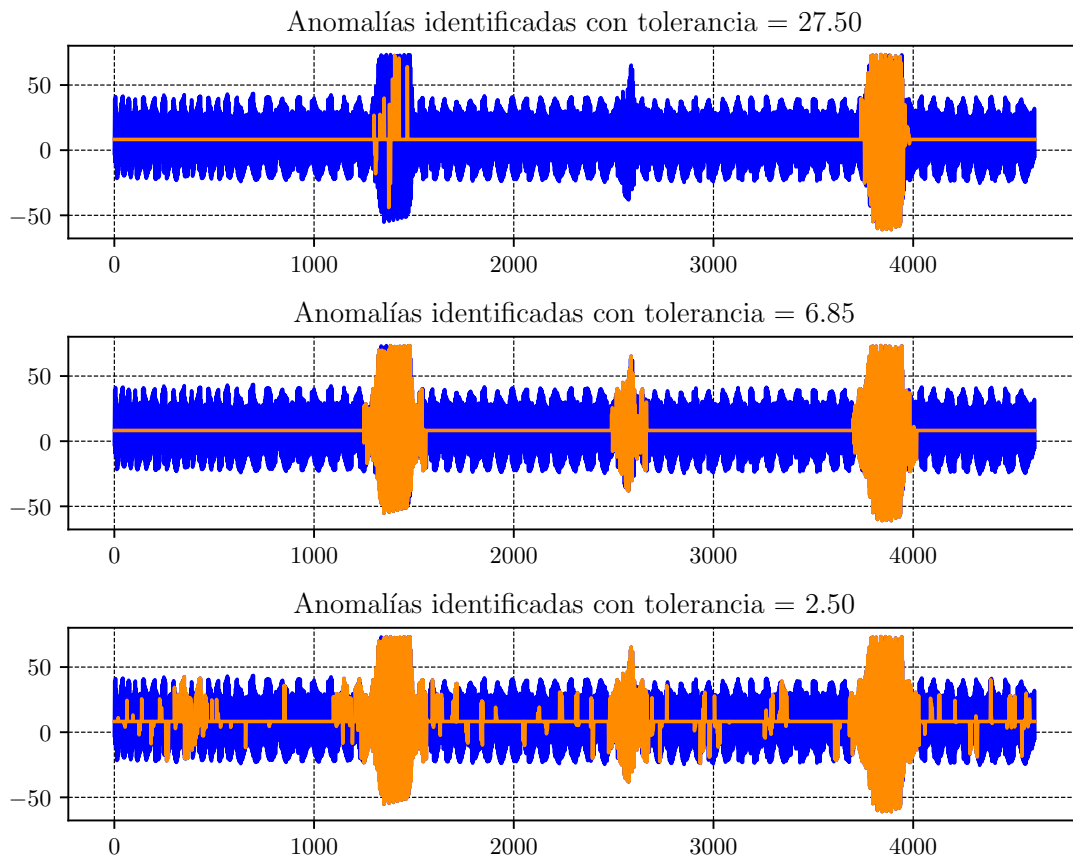 Anomalías identificadas con tolerancia = 27.50
50
0
−50
0 1000 2000 3000 4000
Anomalías identificadas con tolerancia = 6.85
50
0
−50
0 1000 2000 3000 4000
Anomalías identificadas con tolerancia = 2.50
50
0
−50
0 1000 2000 3000 4000